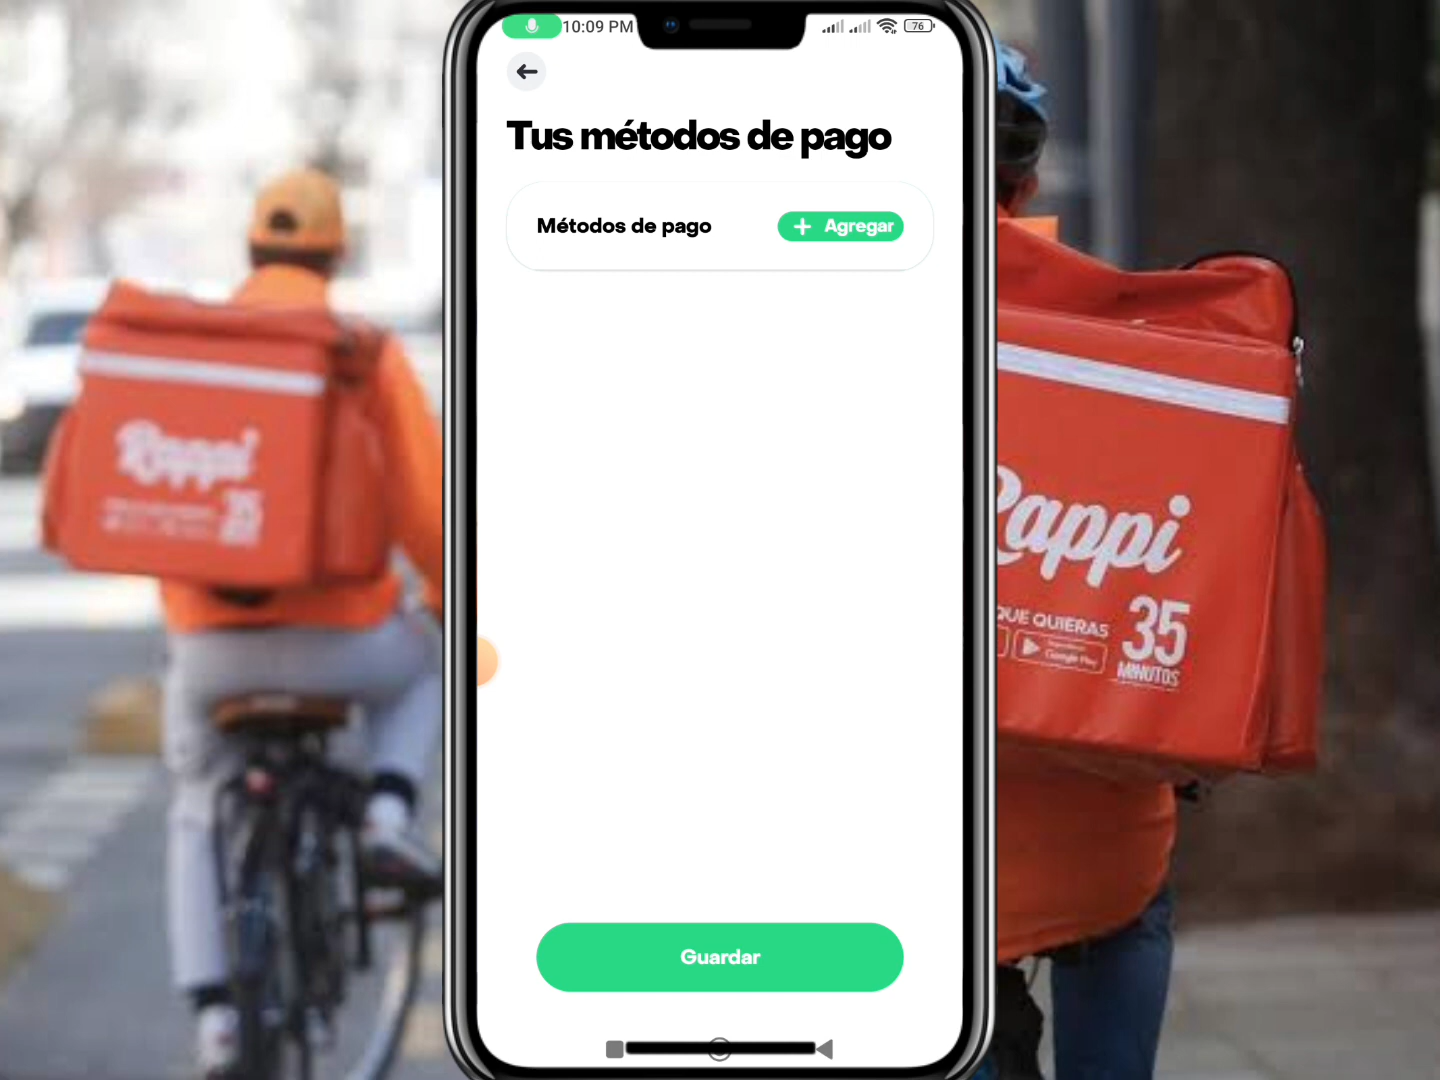 10:09 PM
76
Tus métodos de pago
Métodos de pago
+ Agregar
Guardar
Rappi
35
Rappi
QUE QUIERAS
35
MINUTOS
Google Play